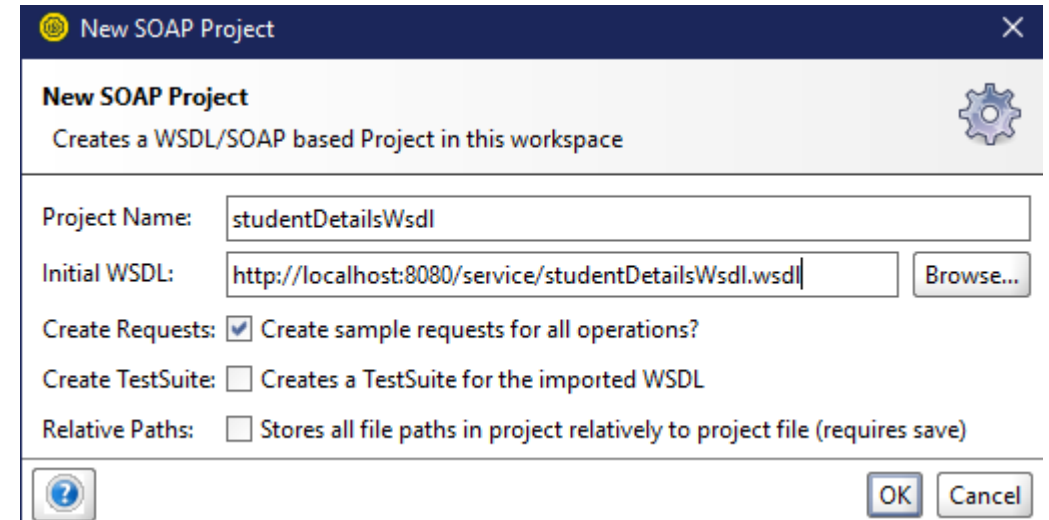 New SOAP Project
New SOAP Project
Creates a WSDL/SOAP based Project in this workspace
Project Name: studentDetailsWsdl
Initial WSDL: http://localhost:8080/service/studentDetailsWsdl.wsdl Browse...
Create Requests: Create sample requests for all operations?
Create TestSuite: Creates a TestSuite for the imported WSDL
Relative Paths: Stores all file paths in project relatively to project file (requires save)
? OK Cancel